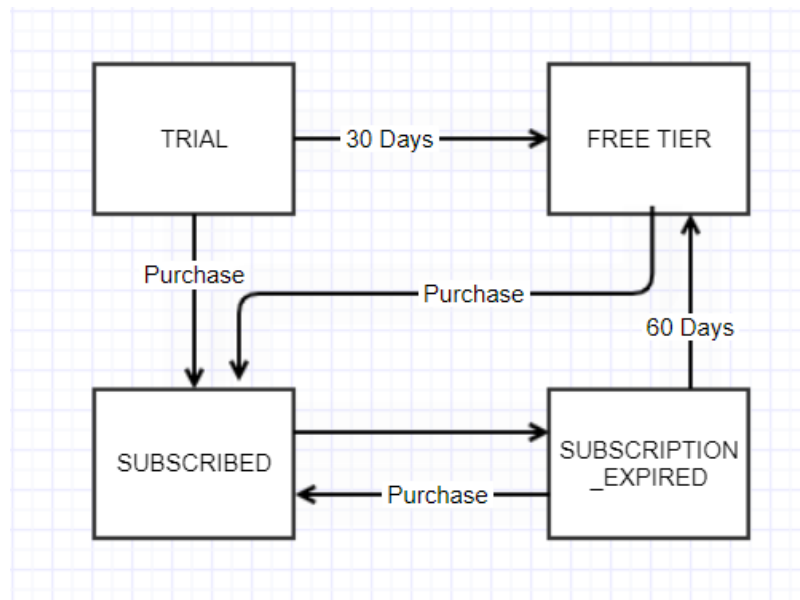 TRIAL
30 Days
FREE TIER
Purchase
Purchase
60 Days
SUBSCRIBED
SUBSCRIPTION
_EXPIRED
Purchase